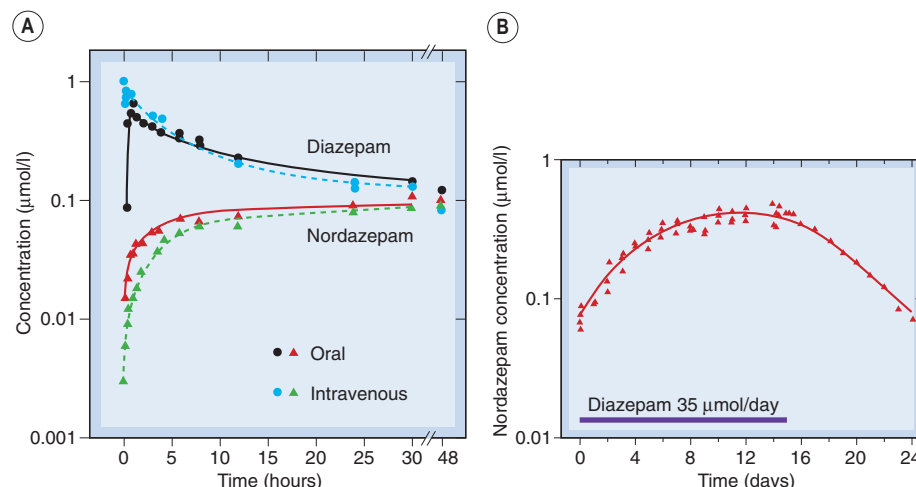 A
Concentration (μmol/l)
1
0.1
0.01
0.001
Diazepam
Nordazepam
Oral
Intravenous
0 5 10 15 20 25 30 48
Time (hours)
B
Nordazepam concentration (μmol/l)
1
0.1
0.01
Diazepam 35 μmol/day
0 4 8 12 16 20 24
Time (days)